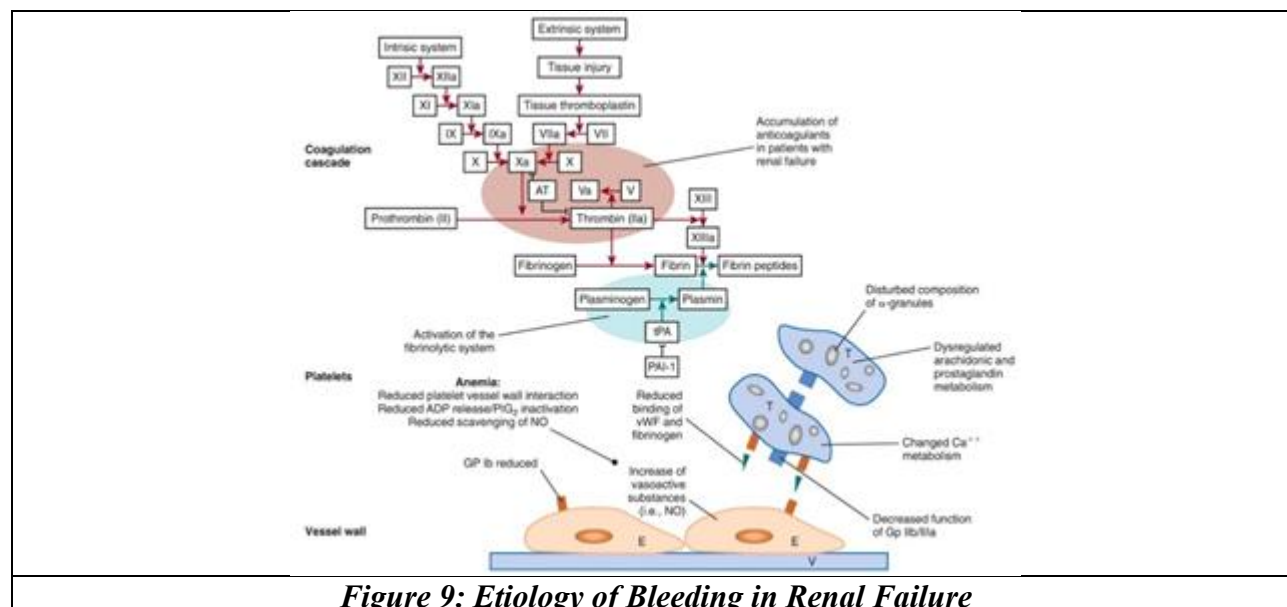 Extrinsic system
Intrisic system
Tissue injury
XII
XIIa
XI
XIa
Tissue thromboplastin
IX
IXa
VIIa
VII
Accumulation of
anticoagulants
in patients with
renal failure
Coagulation
cascade
X
Xa
X
AT
Va
V
XIII
Prothrombin (II)
Thrombin (IIa)
XIIIa
Fibrinogen
Fibrin
Fibrin peptides
Plasminogen
Plasmin
Disturbed composition
of α-granules
Activation of the
fibrinolytic system
tPA
PAI-1
T
Dysregulated
arachidonic and
prostaglandin
metabolism
Platelets
Anemia:
Reduced platelet vessel wall interaction
Reduced ADP release/PIG2 inactivation
Reduced scavenging of NO
Reduced
binding of
vWF and
fibrinogen
T
Changed Ca++
metabolism
GP Ib reduced
Increase of
vasoactive
substances
(i.e., NO)
Decreased function
of Gp IIb/IIIa
Vessel wall
E
E
V
Figure 9: Etiology of Bleeding in Renal Failure